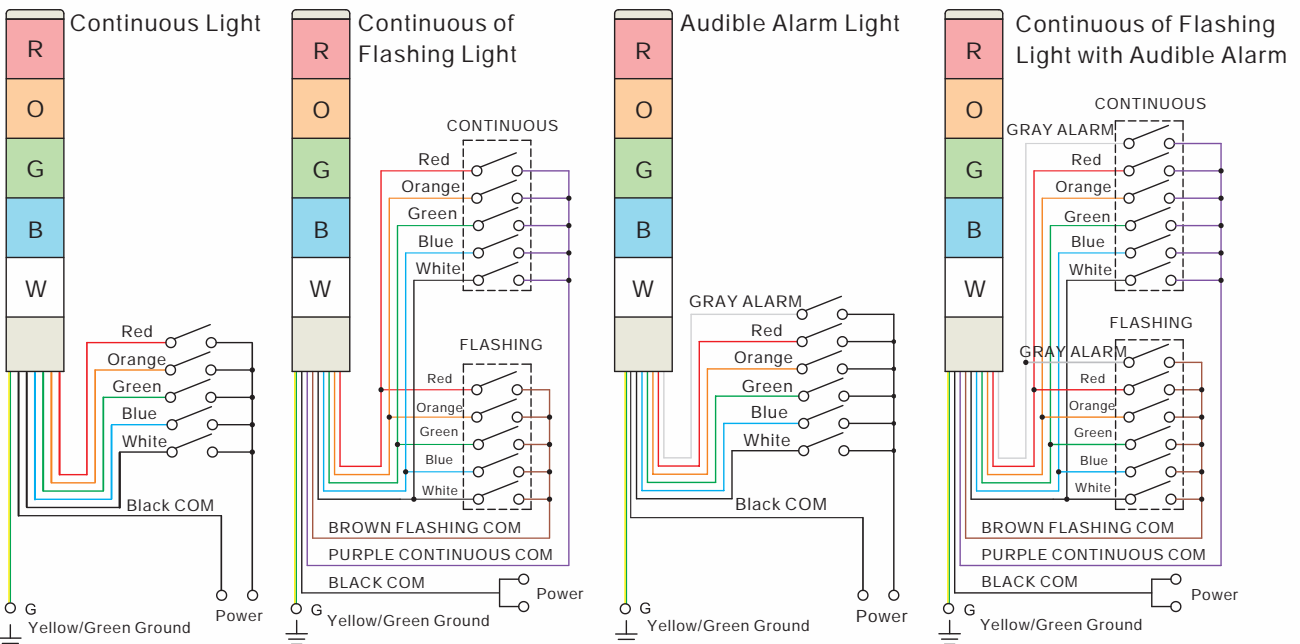 Continuous Light
R
O
G
B
W
Red
Orange
Green
Blue
White
Black COM
G
Power
Yellow/Green Ground
Continuous of
Flashing Light
R
O
G
B
W
CONTINUOUS
Red
Orange
Green
Blue
White
FLASHING
Red
Orange
Green
Blue
White
BROWN FLASHING COM
PURPLE CONTINUOUS COM
BLACK COM
Power
G
Yellow/Green Ground
Audible Alarm Light
R
O
G
B
W
GRAY ALARM
Red
Orange
Green
Blue
White
Black COM
G
Power
Yellow/Green Ground
Continuous of Flashing
Light with Audible Alarm
R
O
G
B
W
CONTINUOUS
GRAY ALARM
Red
Orange
Green
Blue
White
FLASHING
GRAY ALARM
Red
Orange
Green
Blue
White
BROWN FLASHING COM
PURPLE CONTINUOUS COM
BLACK COM
Power
G
Yellow/Green Ground